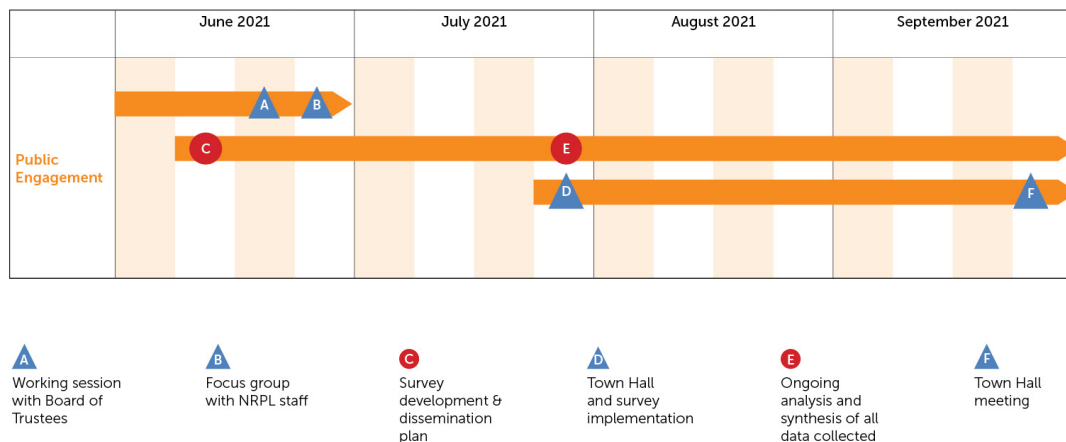 June 2021
July 2021
August 2021
September 2021
Public
Engagement
A
B
C
E
D
F
A
Working session
with Board of
Trustees
B
Focus group
with NRPL staff
C
Survey
development &
dissemination
plan
D
Town Hall
and survey
implementation
E
Ongoing
analysis and
synthesis of all
data collected
F
Town Hall
meeting